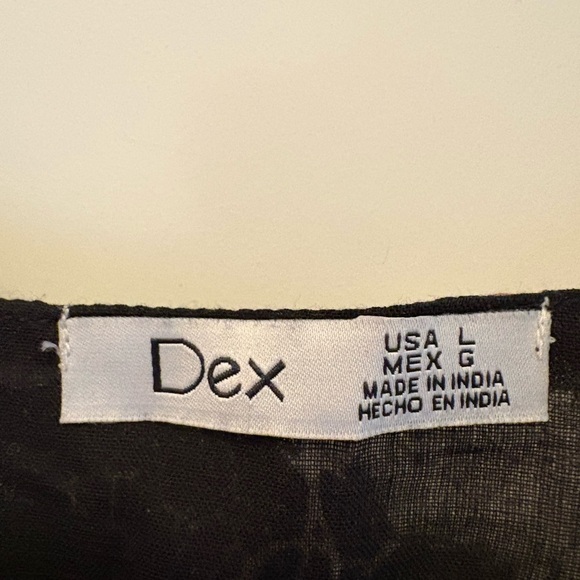 Dex
USA L
MEX G
MADE IN INDIA
HECHO EN INDIA